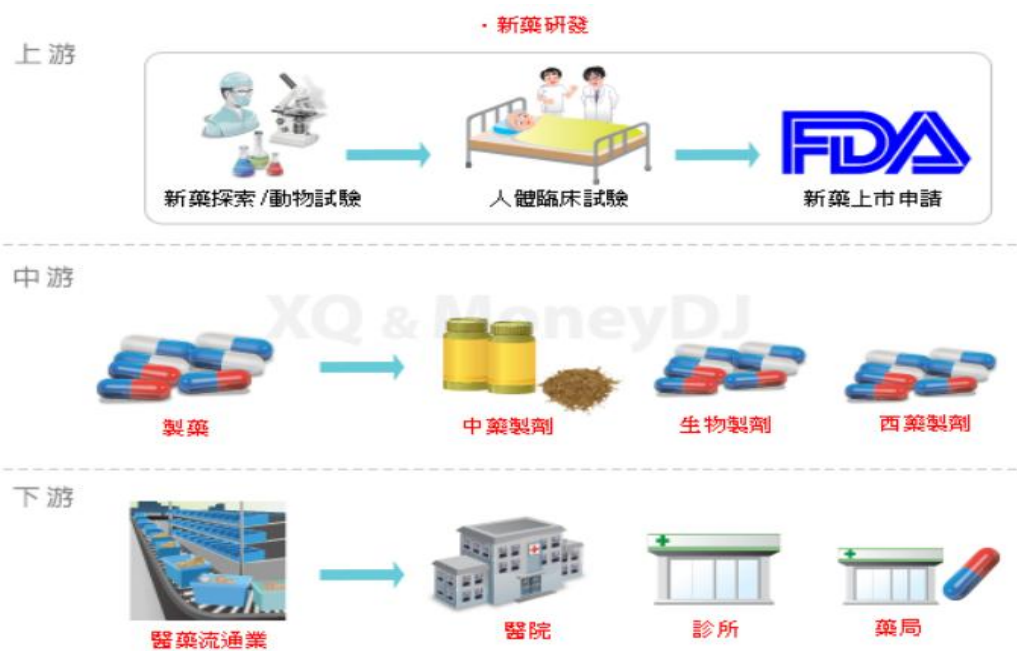 ・新藥研發
上游
FDA
新藥探索/動物試驗
人體臨床試驗
新藥上市申請
中游
XQ & MoneyDJ
製藥
中藥製劑
生物製劑
西藥製劑
下游
醫藥流通業
醫院
診所
藥局